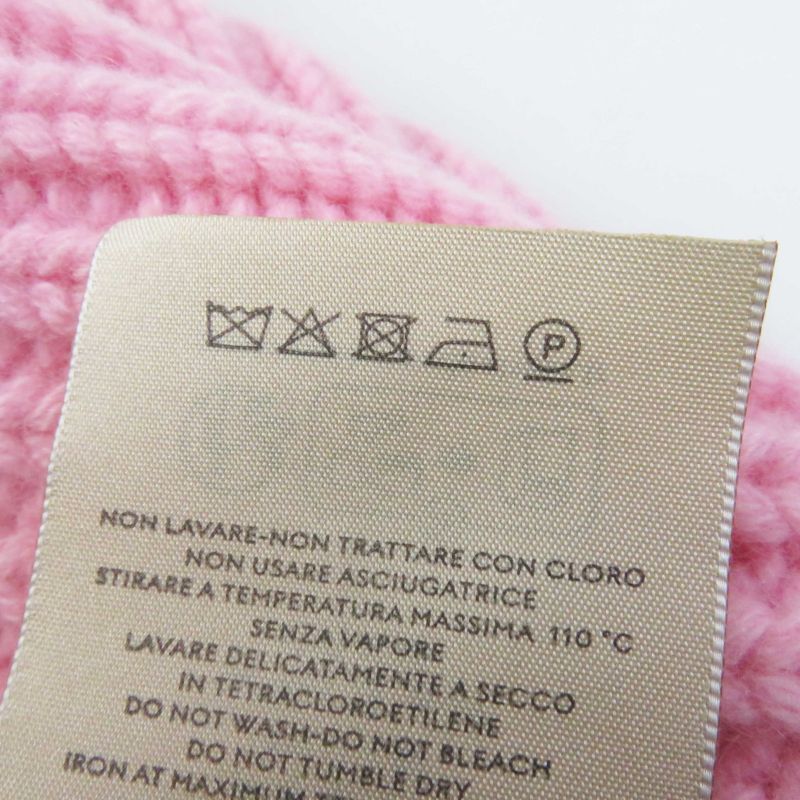 P
NON LAVARE-NON TRATTARE CON CLORO
NON USARE ASCIUGATRICE
STIRARE A TEMPERATURA MASSIMA 110 °C
SENZA VAPORE
LAVARE DELICATAMENTE A SECCO
IN TETRACLOROETILENE
DO NOT WASH-DO NOT BLEACH
DO NOT TUMBLE DRY
IRON AT MAXIMUM